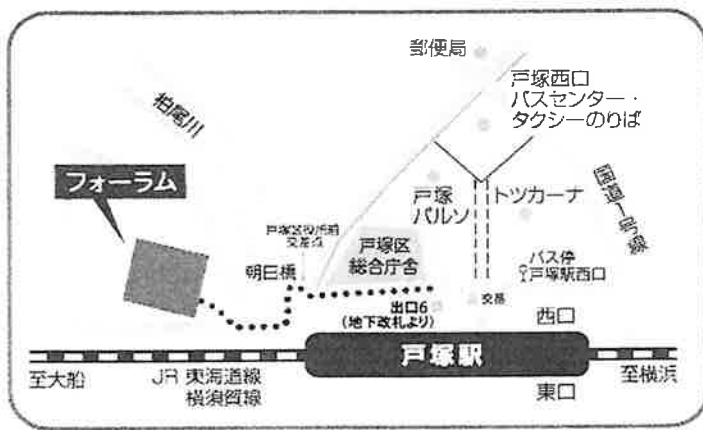 郵便局
戸塚西口
バスセンター・
タクシーのりば
柏尾川
フォーラム
戸塚
パルソ
トツカーナ
国道1号線
戸塚区役所前
交差点
戸塚区
総合庁舎
朝日橋
バス停
戸塚駅西口
出口6
(地下改札より)
交番
西口
戸塚駅
至大船
JR 東海道線
横須賀線
東口
至横浜